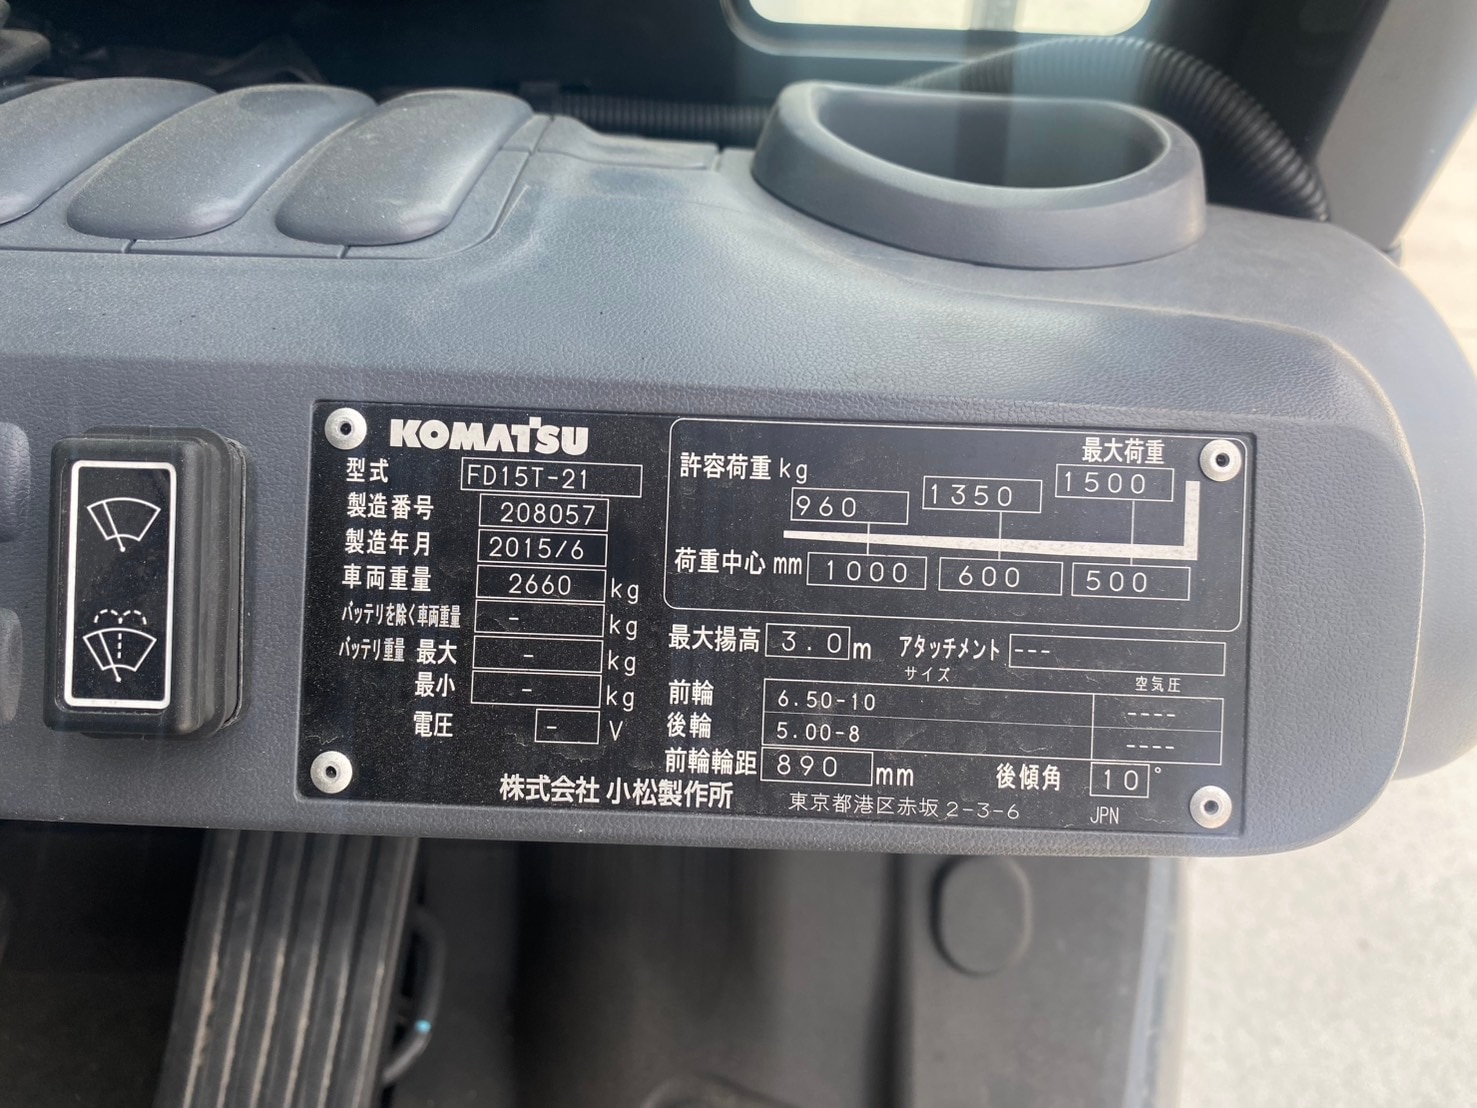 KOMATSU
型式 FD15T-21
製造番号 208057
製造年月 2015/6
車両重量 2660 kg
バッテリを除く車両重量 - kg
バッテリ重量 最大 - kg
最小 - kg
電圧 - V
最大荷重
許容荷重 kg 960 1350 1500
荷重中心 mm 1000 600 500
最大揚高 3.0 m アタッチメント ---
サイズ 空気圧
前輪 6.50-10 ----
後輪 5.00-8 ----
前輪輪距 890 mm 後傾角 10°
株式会社 小松製作所 東京都港区赤坂 2-3-6 JPN